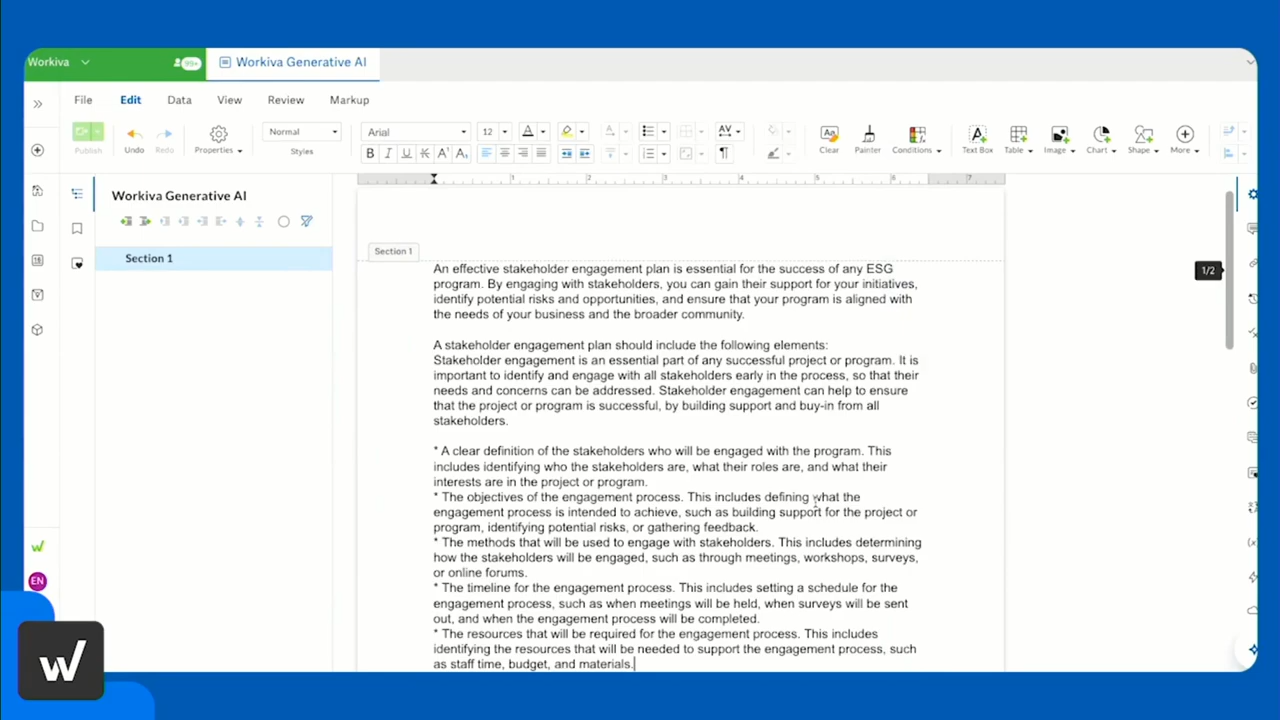 Workiva
99+
Workiva Generative AI
File Edit Data View Review Markup
Publish
Undo
Redo
Properties
Normal
Styles
Arial
12
Clear
Painter
Conditions
Text Box
Table
Image
Chart
Shape
More
Workiva Generative AI
Section 1
1 2 3 4 5 6 7
Section 1
An effective stakeholder engagement plan is essential for the success of any ESG
program. By engaging with stakeholders, you can gain their support for your initiatives,
identify potential risks and opportunities, and ensure that your program is aligned with
the needs of your business and the broader community.
A stakeholder engagement plan should include the following elements:
Stakeholder engagement is an essential part of any successful project or program. It is
important to identify and engage with all stakeholders early in the process, so that their
needs and concerns can be addressed. Stakeholder engagement can help to ensure
that the project or program is successful, by building support and buy-in from all
stakeholders.
* A clear definition of the stakeholders who will be engaged with the program. This
includes identifying who the stakeholders are, what their roles are, and what their
interests are in the project or program.
* The objectives of the engagement process. This includes defining what the
engagement process is intended to achieve, such as building support for the project or
program, identifying potential risks, or gathering feedback.
* The methods that will be used to engage with stakeholders. This includes determining
how the stakeholders will be engaged, such as through meetings, workshops, surveys,
or online forums.
* The timeline for the engagement process. This includes setting a schedule for the
engagement process, such as when meetings will be held, when surveys will be sent
out, and when the engagement process will be completed.
* The resources that will be required for the engagement process. This includes
identifying the resources that will be needed to support the engagement process, such
as staff time, budget, and materials.
1/2
EN
w